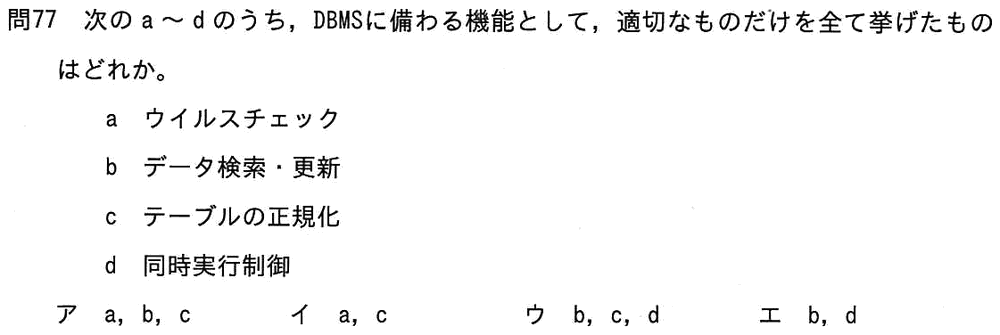 問77 次の a ～ d のうち，DBMSに備わる機能として，適切なものだけを全て挙げたもの
はどれか。
a ウイルスチェック
b データ検索・更新
c テーブルの正規化
d 同時実行制御
ア a, b, c イ a, c ウ b, c, d エ b, d